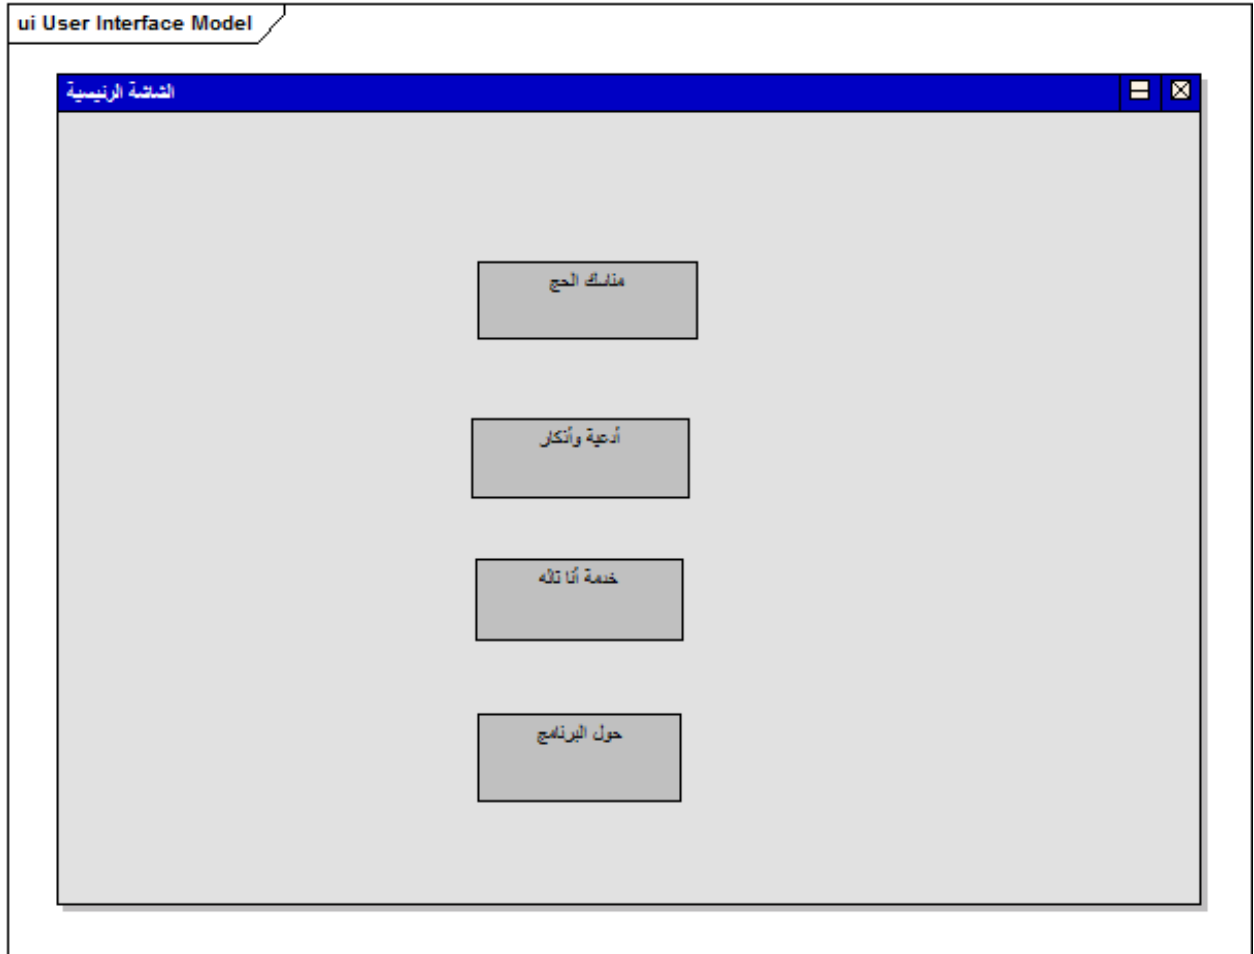 ui User Interface Model
الشاشة الرئيسية
مناسك الحج
أدعية وأذكار
خدمة أنا تائه
حول البرنامج